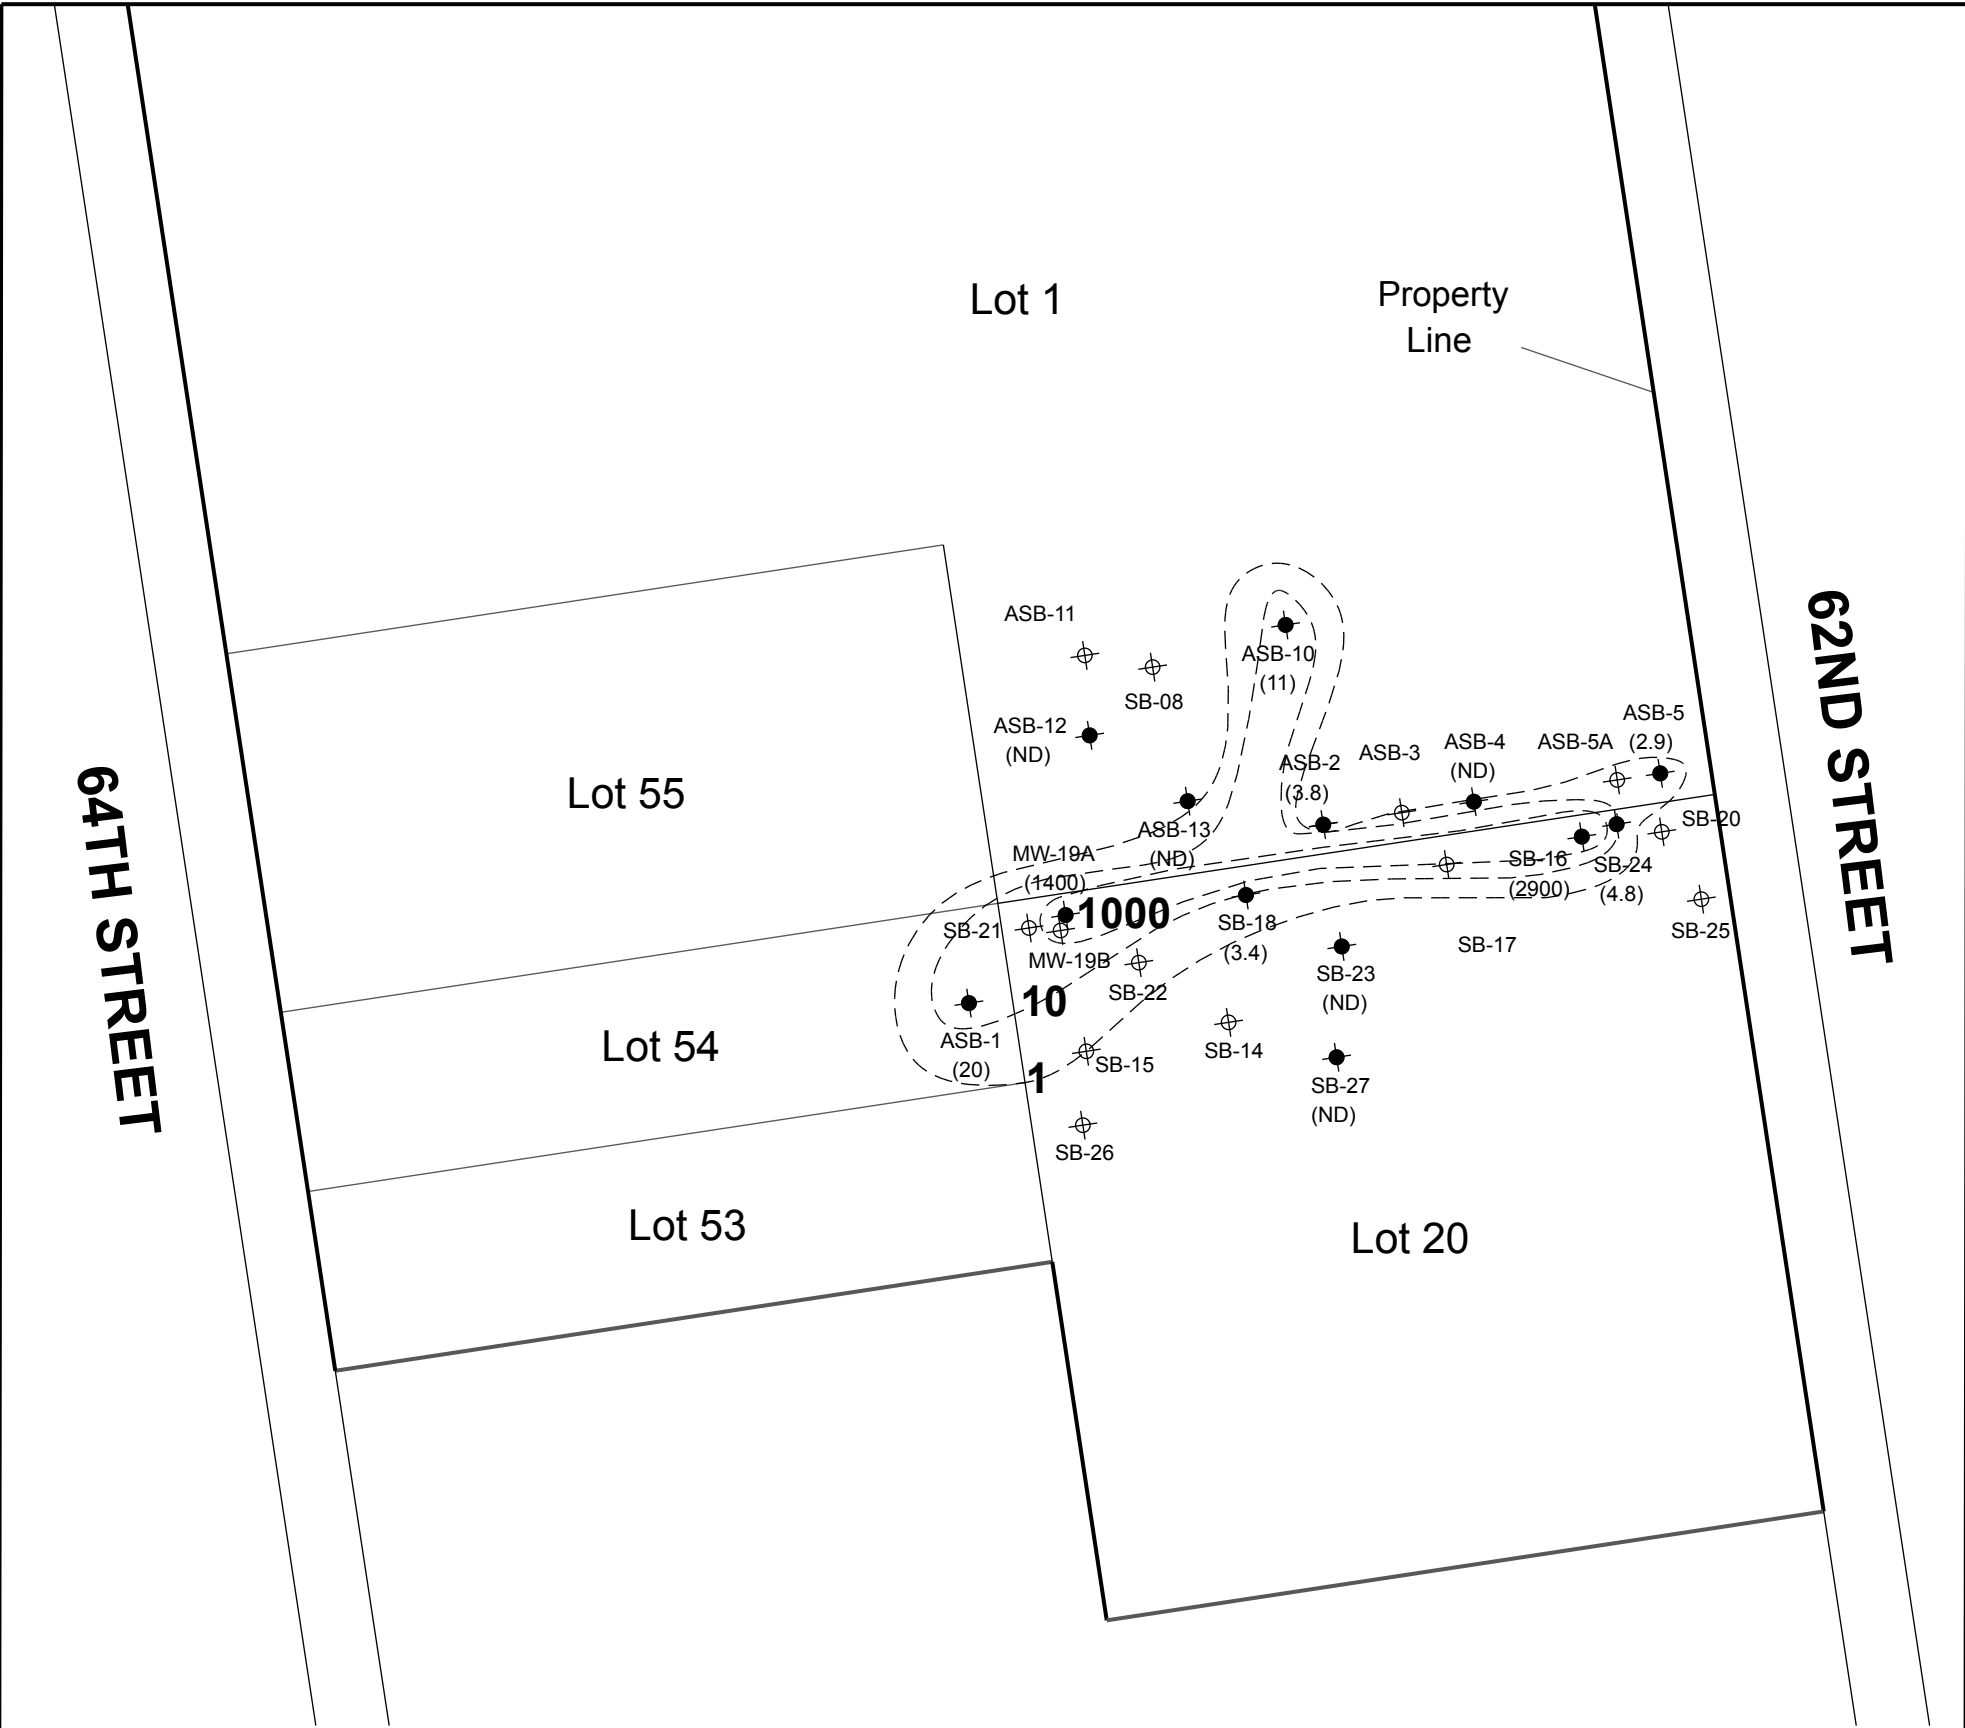 Lot 1
Property
Line
ASB-11
SB-08
ASB-10
(11)
ASB-12
(ND)
ASB-2
(3.8)
ASB-3
ASB-4
(ND)
ASB-5A
ASB-5
(2.9)
62ND STREET
64TH STREET
Lot 55
ASB-13
(ND)
MW-19A
(1400)
SB-20
SB-16
(2900)
SB-24
(4.8)
1000
SB-21
MW-19B
SB-18
(3.4)
SB-17
SB-25
SB-22
SB-23
(ND)
10
ASB-1
(20)
Lot 54
1
SB-15
SB-14
SB-27
(ND)
SB-26
Lot 53
Lot 20